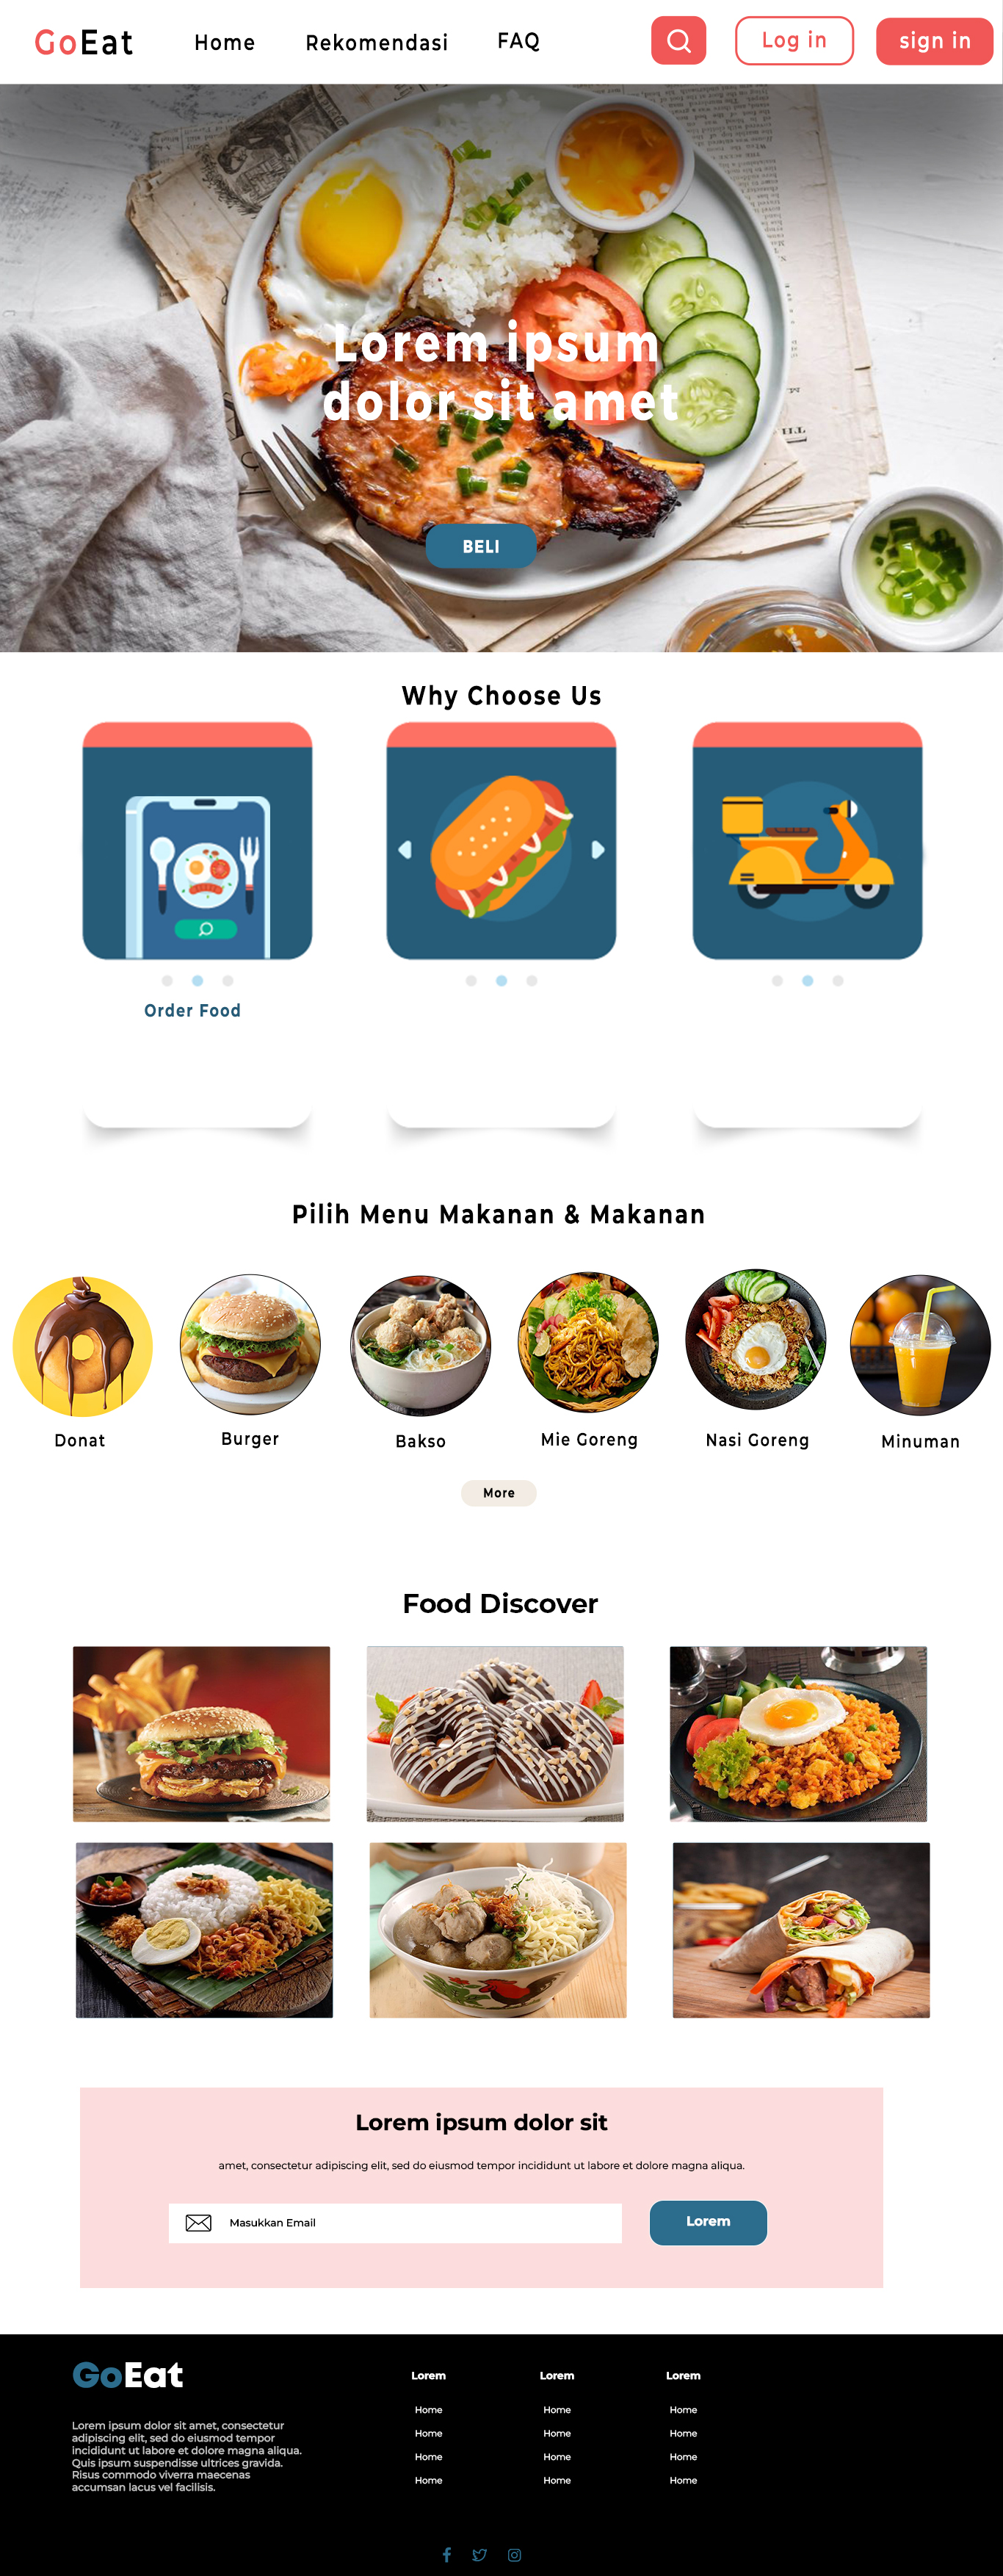 GoEat
Home
Rekomendasi
FAQ
Log in
sign in
Lorem ipsum
dolor sit amet
BELI
Why Choose Us
Order Food
Pilih Menu Makanan & Makanan
Donat
Burger
Bakso
Mie Goreng
Nasi Goreng
Minuman
More
Food Discover
Lorem ipsum dolor sit
amet, consectetur adipiscing elit, sed do eiusmod tempor incididunt ut labore et dolore magna aliqua.
Masukkan Email
Lorem
GoEat
Lorem ipsum dolor sit amet, consectetur
adipiscing elit, sed do eiusmod tempor
incididunt ut labore et dolore magna aliqua.
Quis ipsum suspendisse ultrices gravida.
Risus commodo viverra maecenas
accumsan lacus vel facilisis.
Lorem
Home
Home
Home
Home
Lorem
Home
Home
Home
Home
Lorem
Home
Home
Home
Home